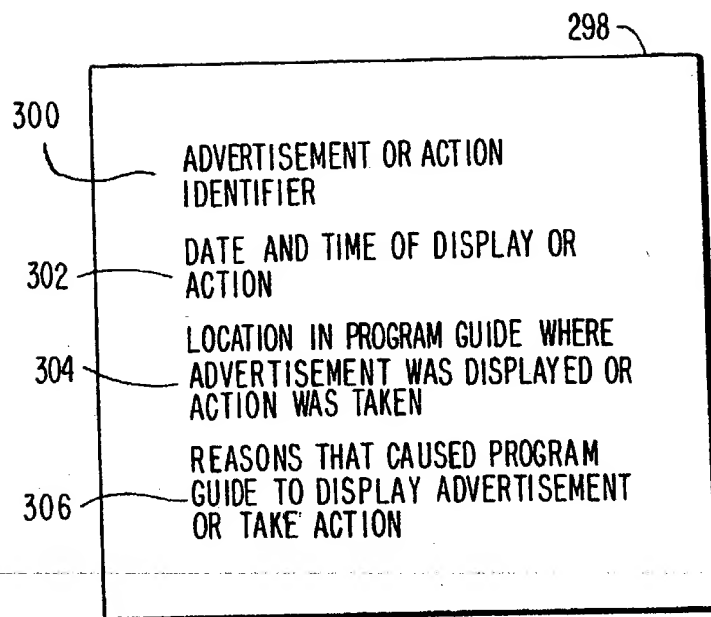 298
300
ADVERTISEMENT OR ACTION
IDENTIFIER
DATE AND TIME OF DISPLAY OR
302
ACTION
LOCATION IN PROGRAM GUIDE WHERE
304
ADVERTISEMENT WAS DISPLAYED OR
ACTION WAS TAKEN
REASONS THAT CAUSED PROGRAM
306
GUIDE TO DISPLAY ADVERTISEMENT
OR TAKE ACTION